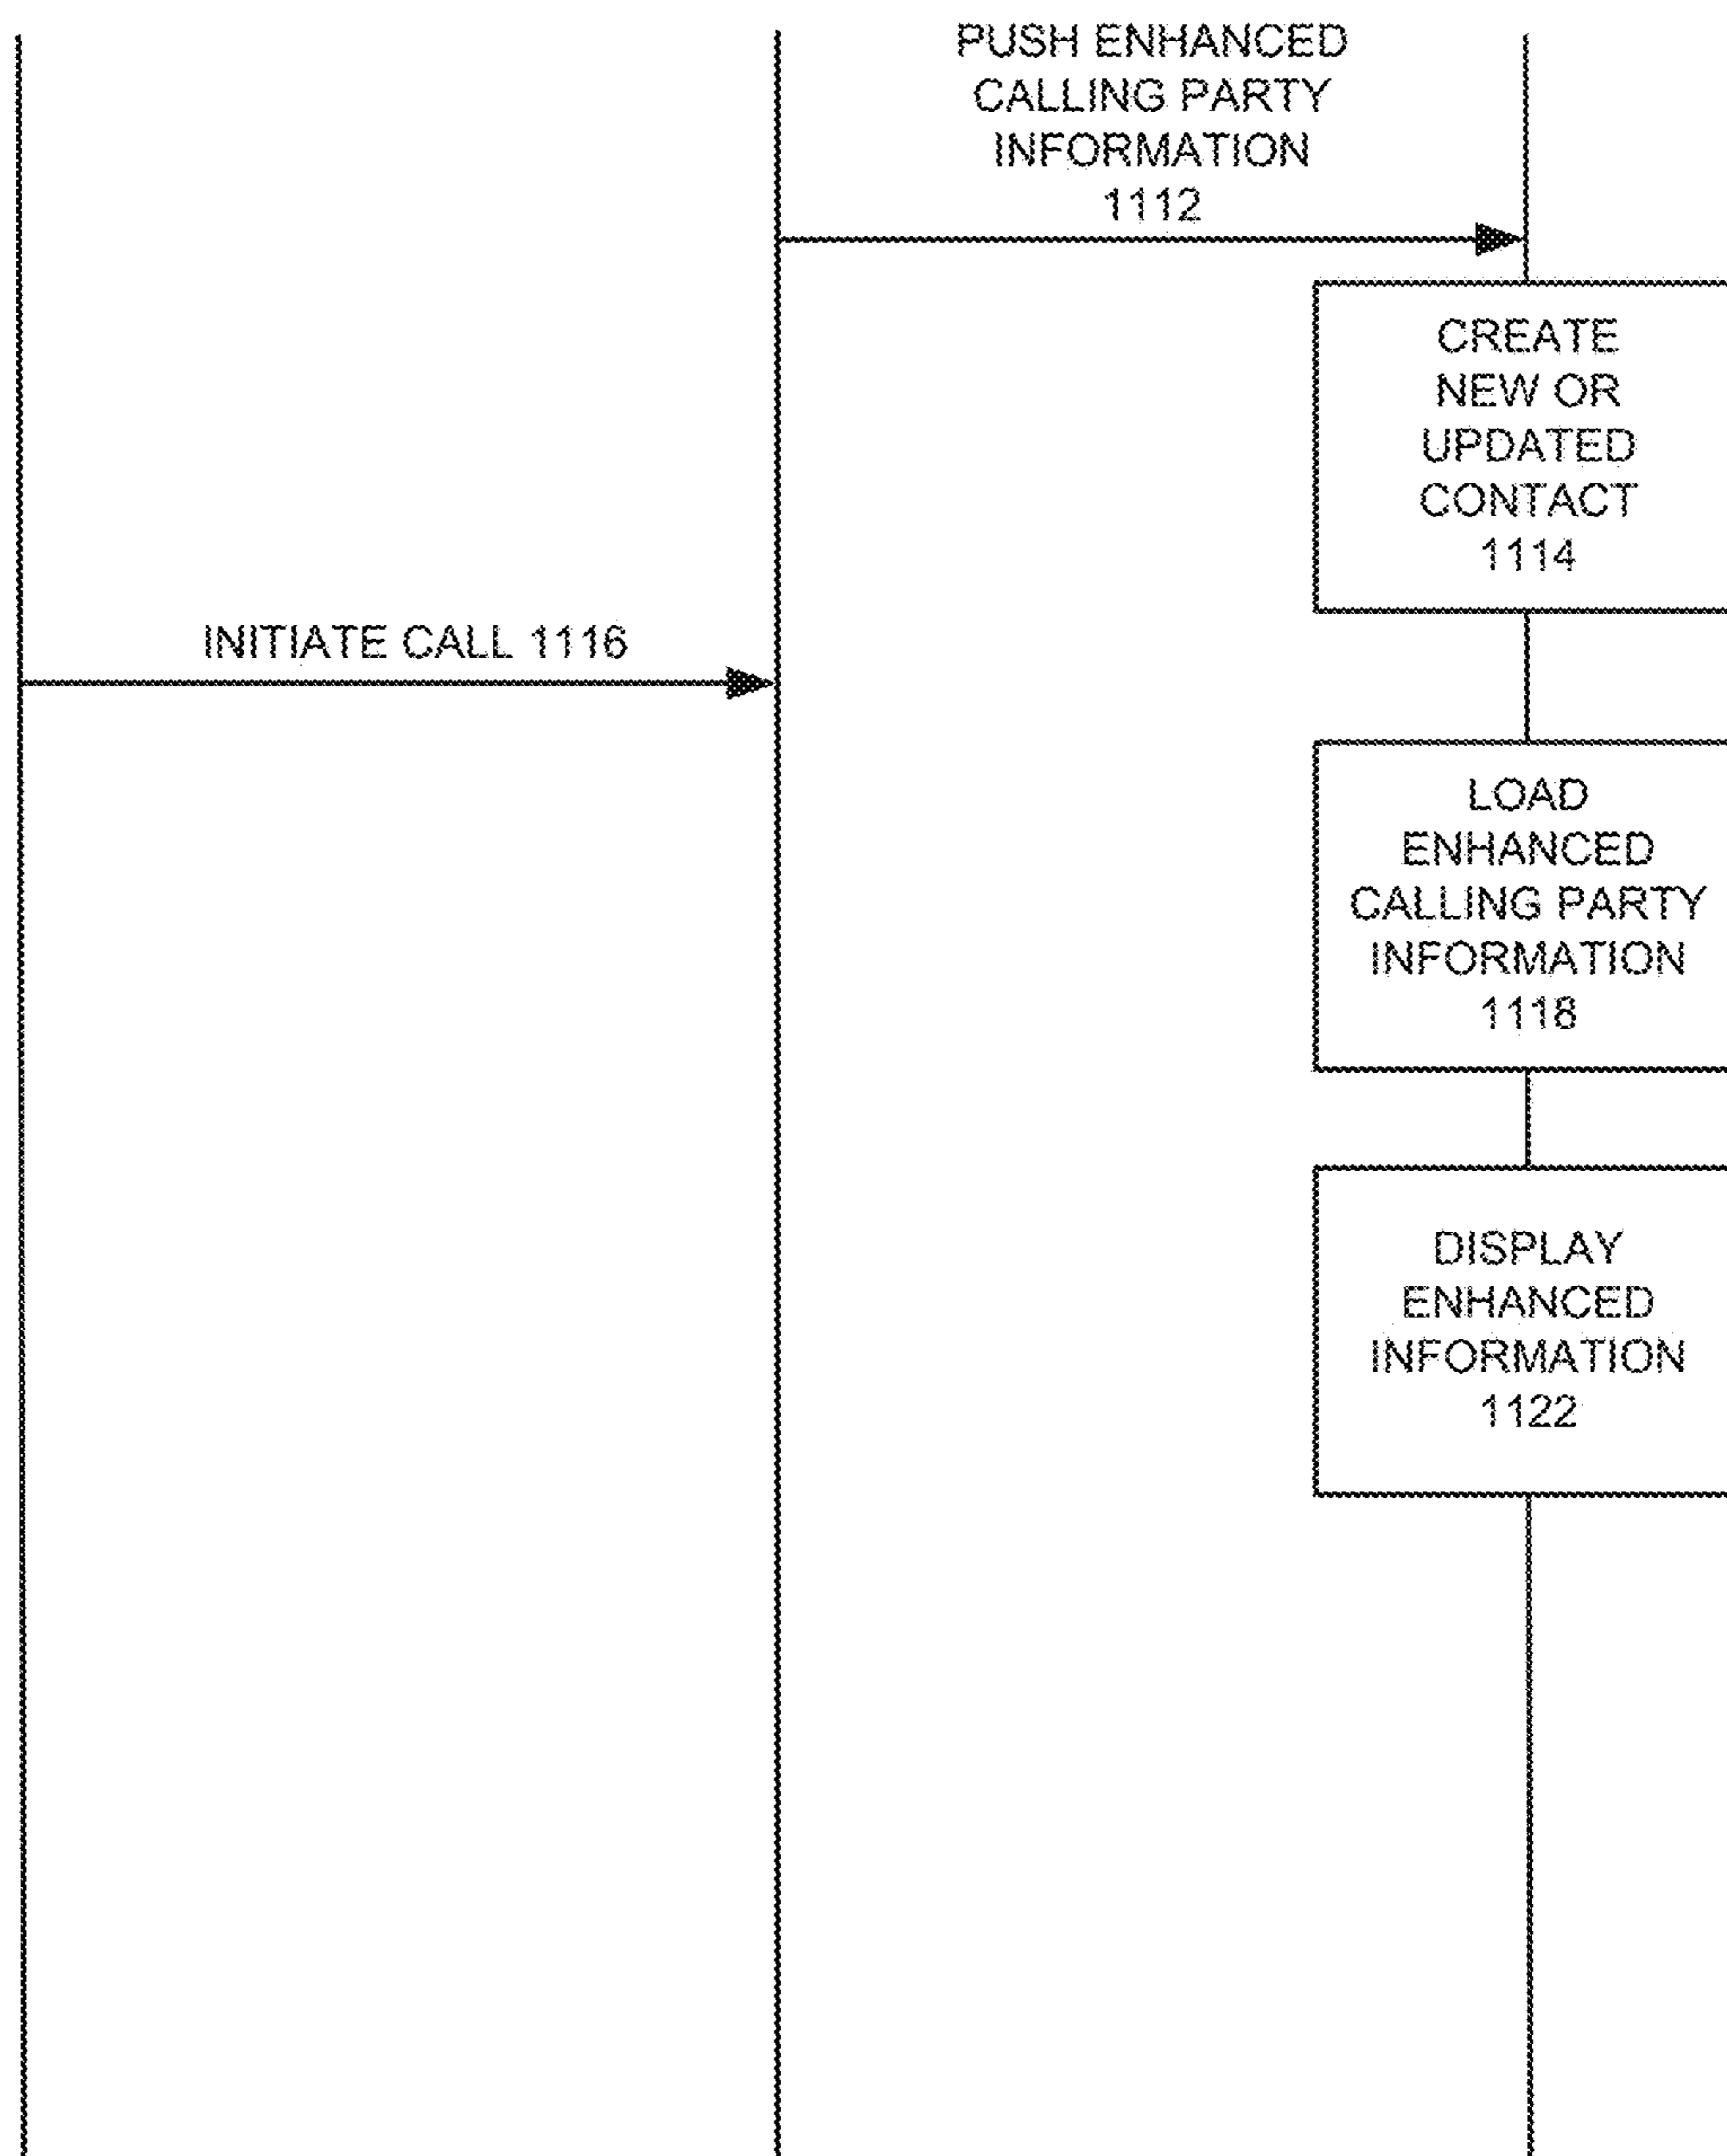 PUSH ENHANCED
CALLING PARTY
INFORMATION
1112
CREATE
NEW OR
UPDATED
CONTACT
1114
INITIATE CALL 1116
LOAD
ENHANCED
CALLING PARTY
INFORMATION
1118
DISPLAY
ENHANCED
INFORMATION
1122